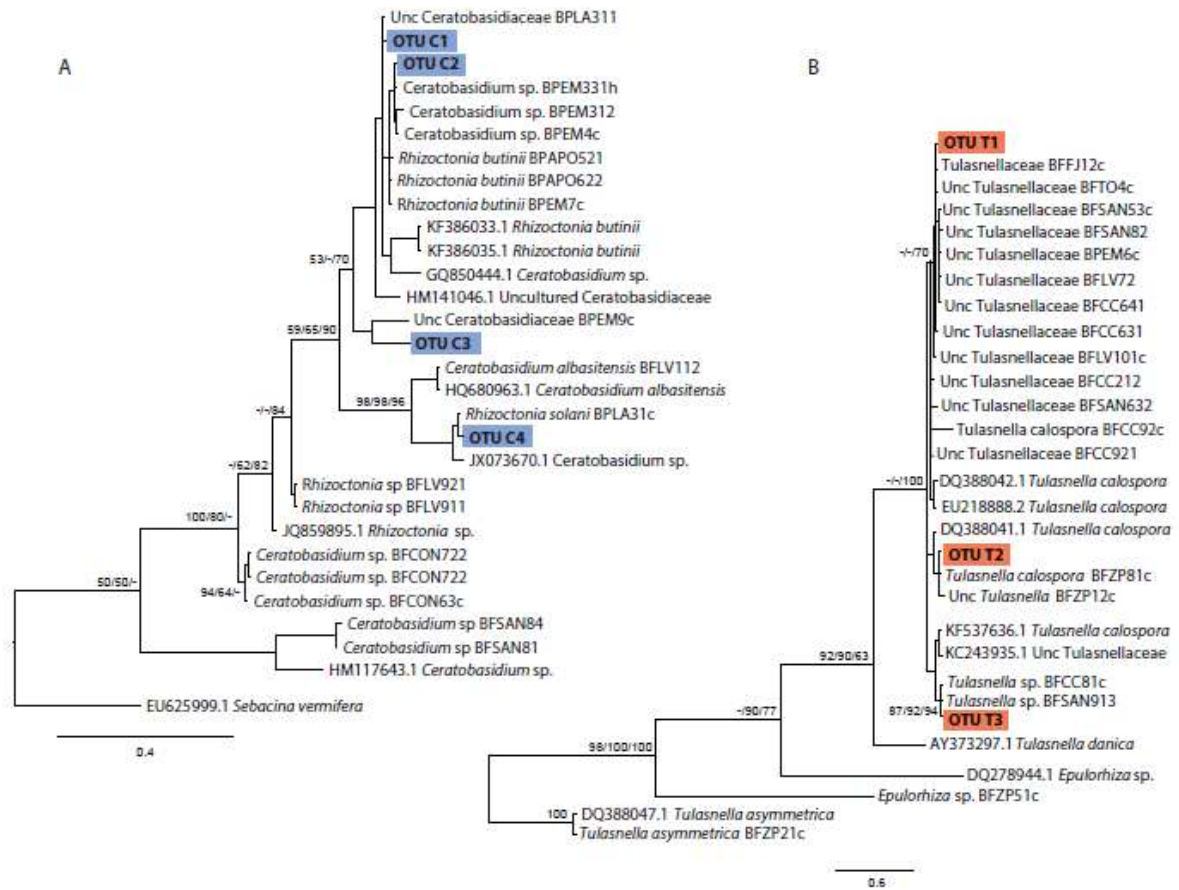 A
Unc Ceratobasidiaceae BPLA311
OTU C1
OTU C2
Ceratobasidium sp. BPEM331h
Ceratobasidium sp. BPEM312
Ceratobasidium sp. BPEM4c
Rhizoctonia butinii BPAPO521
Rhizoctonia butinii BPAPO622
Rhizoctonia butinii BPEM7c
KF386033.1 Rhizoctonia butinii
KF386035.1 Rhizoctonia butinii
53/-/70
GQ850444.1 Ceratobasidium sp.
HM141046.1 Uncultured Ceratobasidiaceae
Unc Ceratobasidiaceae BPEM9c
59/65/90
OTU C3
Ceratobasidium albasitensis BFLV112
HQ680963.1 Ceratobasidium albasitensis
98/98/96
Rhizoctonia solani BPLA31c
-/-/84
OTU C4
JX073670.1 Ceratobasidium sp.
-/62/82
Rhizoctonia sp BFLV921
Rhizoctonia sp BFLV911
100/80/-
JQ859895.1 Rhizoctonia sp.
Ceratobasidium sp. BFCON722
Ceratobasidium sp. BFCON722
50/50/-
94/64/-
Ceratobasidium sp. BFCON63c
Ceratobasidium sp BFSAN84
Ceratobasidium sp BFSAN81
HM117643.1 Ceratobasidium sp.
EU625999.1 Sebacina vermifera
0.4
B
OTU T1
Tulasnellaceae BFFJ12c
Unc Tulasnellaceae BFTO4c
Unc Tulasnellaceae BFSAN53c
Unc Tulasnellaceae BFSAN82
-/-/70
Unc Tulasnellaceae BPEM6c
Unc Tulasnellaceae BFLV72
Unc Tulasnellaceae BFCC641
Unc Tulasnellaceae BFCC631
Unc Tulasnellaceae BFLV101c
Unc Tulasnellaceae BFCC212
Unc Tulasnellaceae BFSAN632
Tulasnella calospora BFCC92c
Unc Tulasnellaceae BFCC921
-/-/100
DQ388042.1 Tulasnella calospora
EU218888.2 Tulasnella calospora
DQ388041.1 Tulasnella calospora
OTU T2
Tulasnella calospora BFZP81c
Unc Tulasnella BFZP12c
KF537636.1 Tulasnella calospora
KC243935.1 Unc Tulasnellaceae
92/90/63
Tulasnella sp. BFCC81c
Tulasnella sp. BFSAN913
87/92/94
OTU T3
-/90/77
AY373297.1 Tulasnella danica
98/100/100
DQ278944.1 Epulorhiza sp.
Epulorhiza sp. BFZP51c
100
DQ388047.1 Tulasnella asymmetrica
Tulasnella asymmetrica BFZP21c
0.6